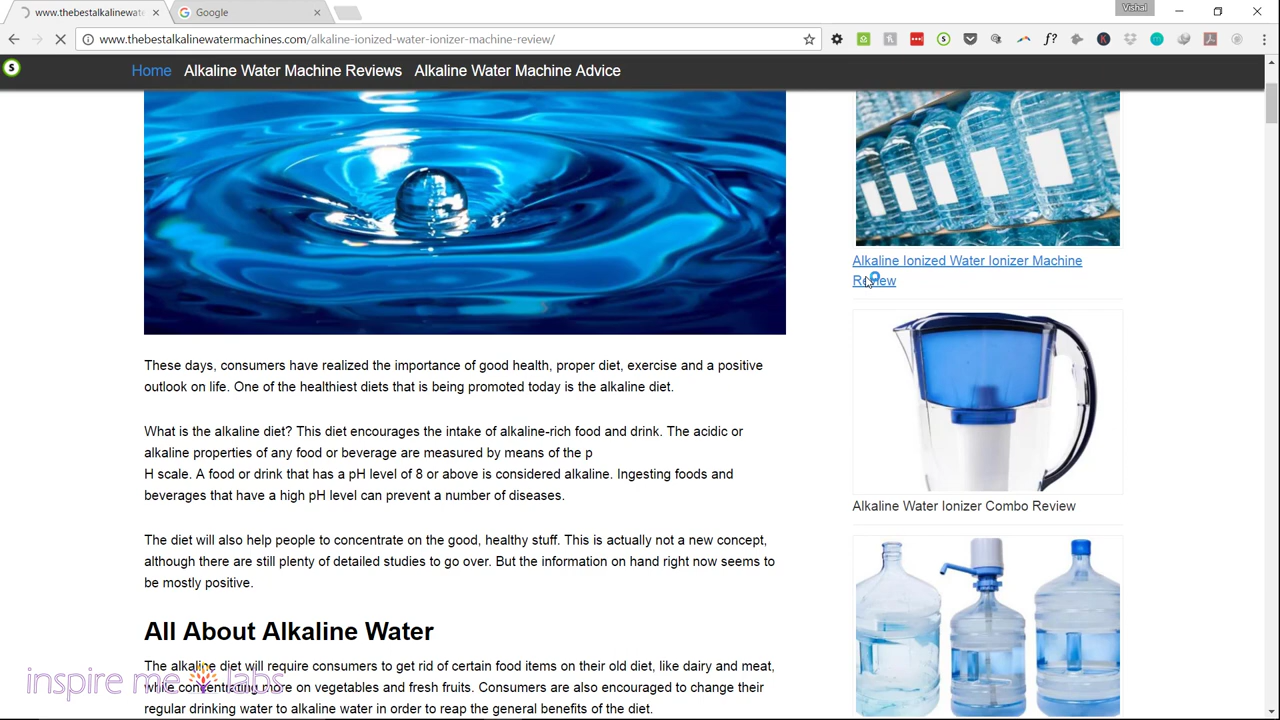 www.thebestalkalinewate
Google
Vishal
www.thebestalkalinewatermachines.com/alkaline-ionized-water-ionizer-machine-review/
Home Alkaline Water Machine Reviews Alkaline Water Machine Advice
Alkaline Ionized Water Ionizer Machine
Review
These days, consumers have realized the importance of good health, proper diet, exercise and a positive
outlook on life. One of the healthiest diets that is being promoted today is the alkaline diet.
What is the alkaline diet? This diet encourages the intake of alkaline-rich food and drink. The acidic or
alkaline properties of any food or beverage are measured by means of the p
H scale. A food or drink that has a pH level of 8 or above is considered alkaline. Ingesting foods and
beverages that have a high pH level can prevent a number of diseases.
Alkaline Water Ionizer Combo Review
The diet will also help people to concentrate on the good, healthy stuff. This is actually not a new concept,
although there are still plenty of detailed studies to go over. But the information on hand right now seems to
be mostly positive.
All About Alkaline Water
The alkaline diet will require consumers to get rid of certain food items on their old diet, like dairy and meat,
while concentrating more on vegetables and fresh fruits. Consumers are also encouraged to change their
regular drinking water to alkaline water in order to reap the general benefits of the diet.
inspire me labs